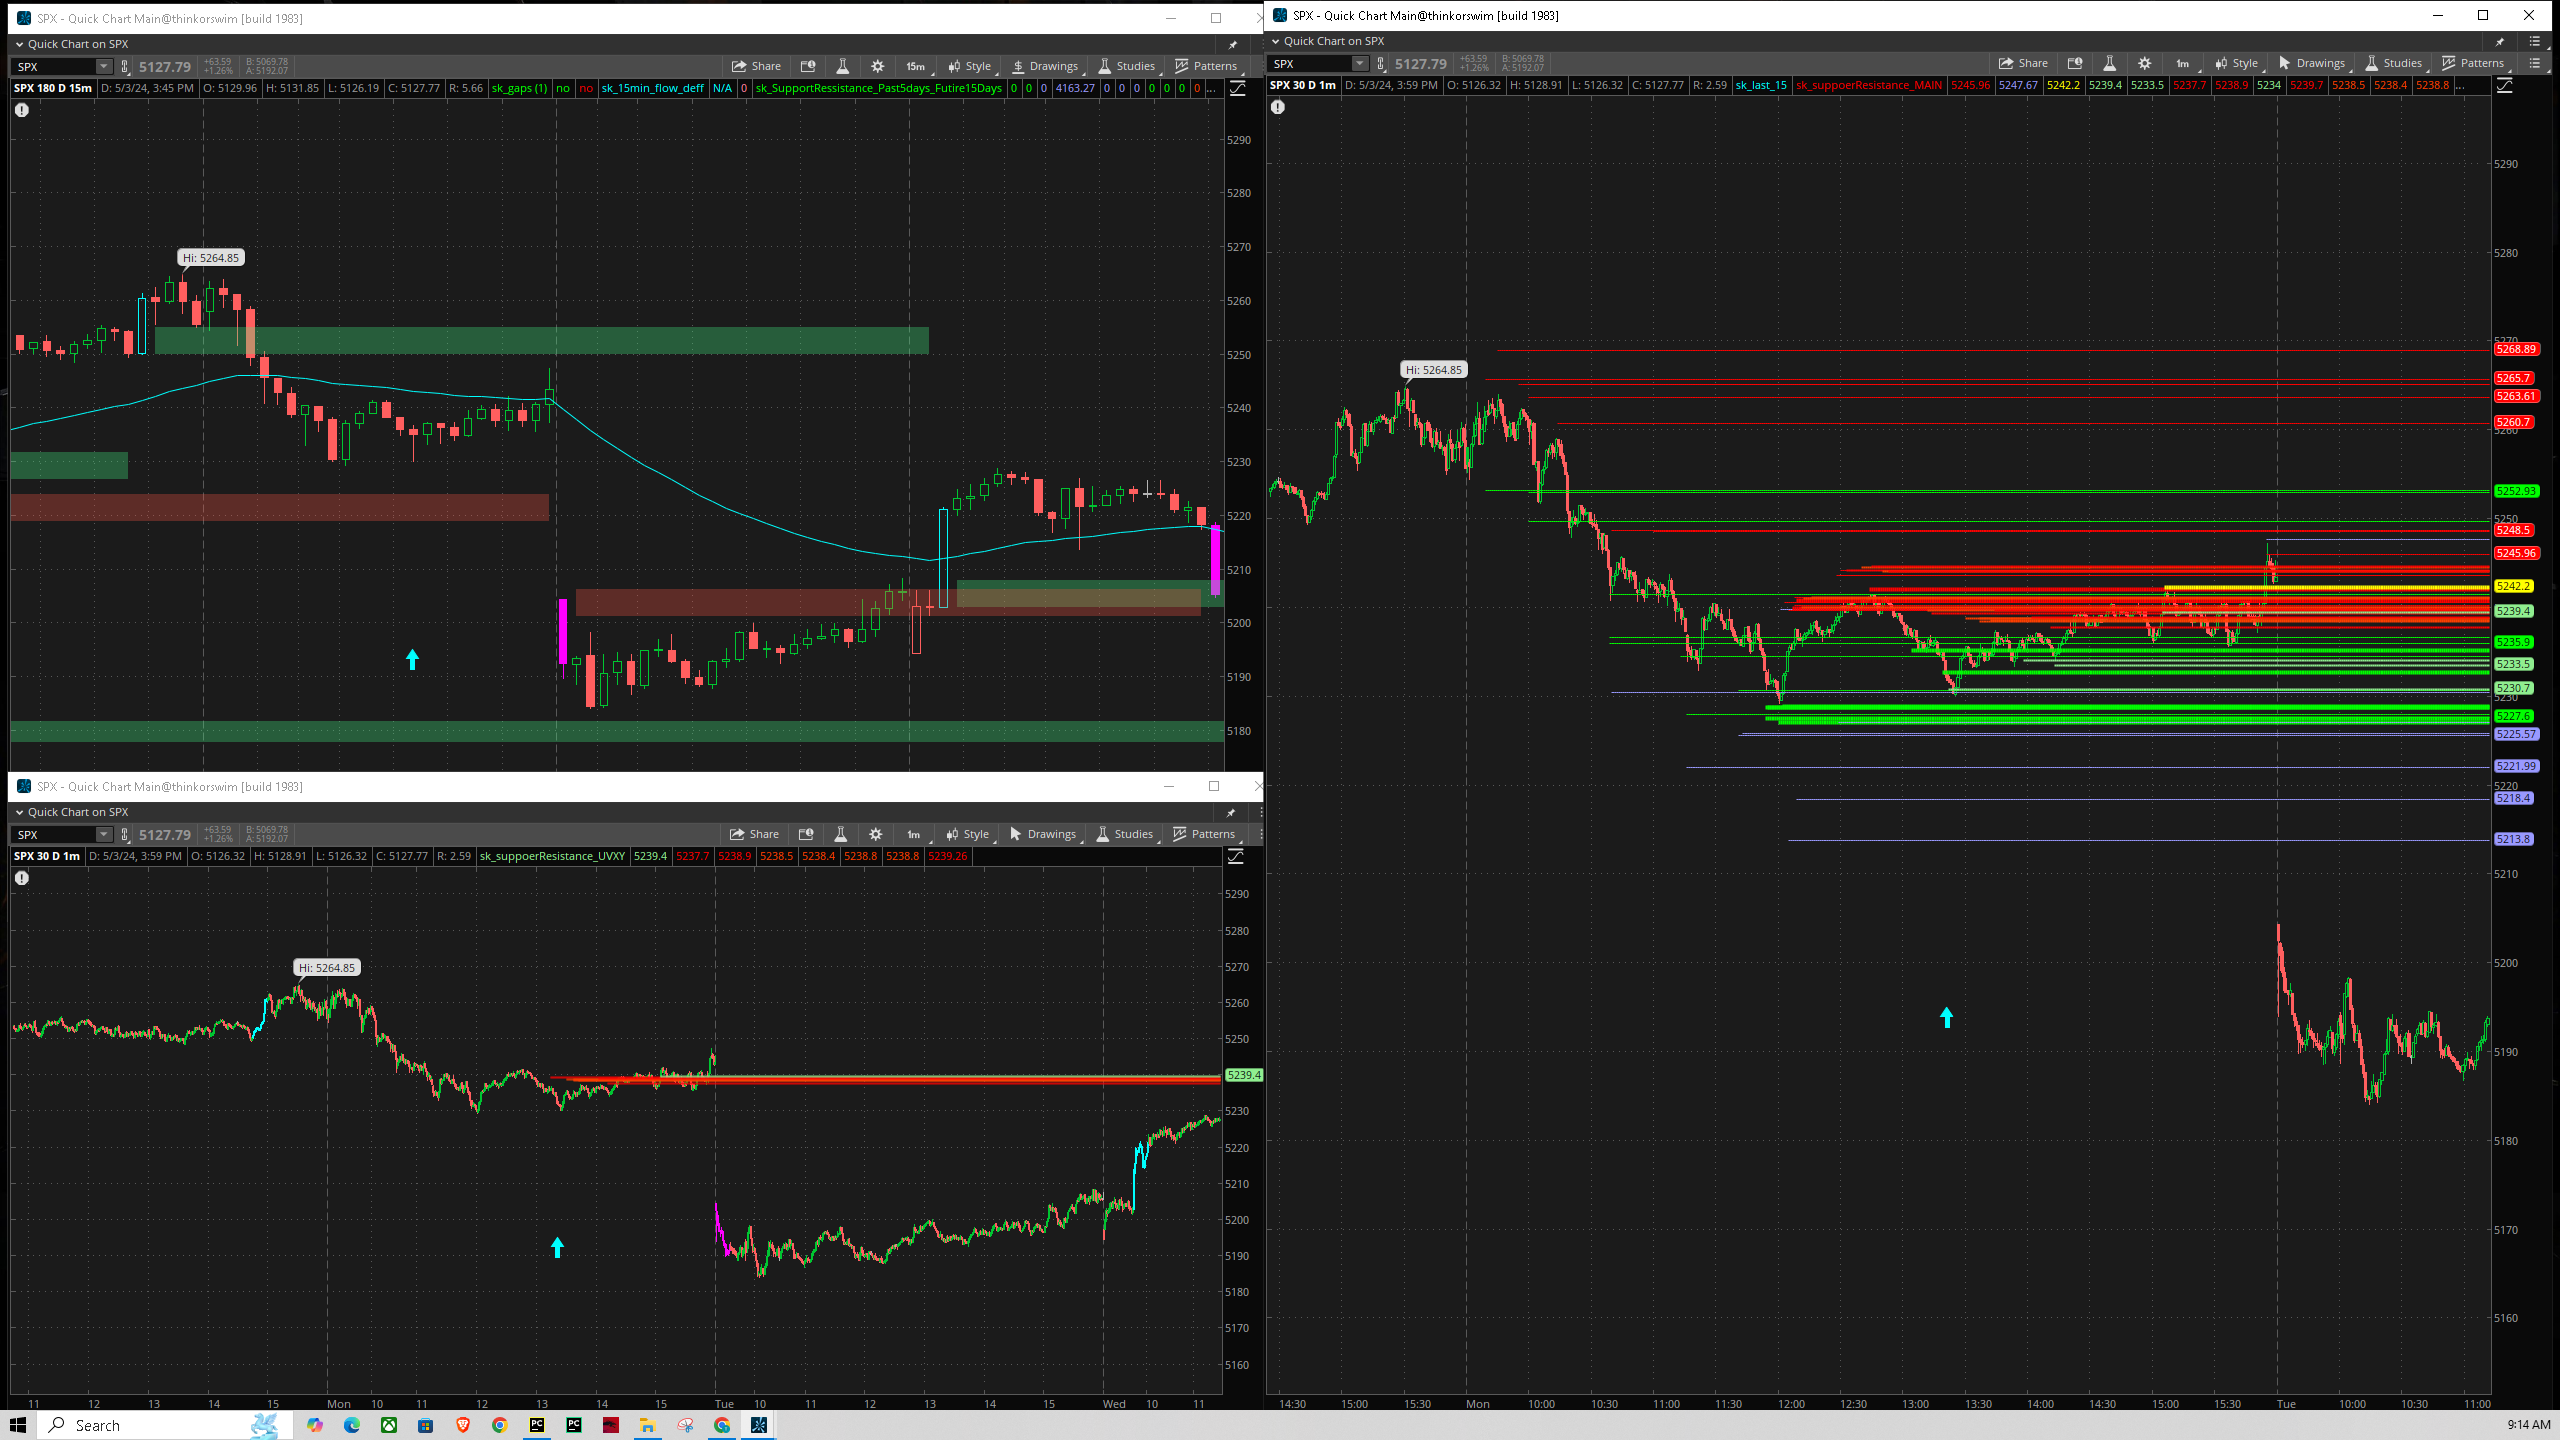 SPX - Quick Chart Main@thinkorswim [build 1983]
Quick Chart on SPX
SPX 5127.79 +63.59 +1.26% B: 5069.78 A: 5192.07 Share 15m Style Drawings Studies Patterns
SPX 180 D 15m D: 5/3/24, 3:45 PM O: 5129.96 H: 5131.85 L: 5126.19 C: 5127.77 R: 5.66 sk_gaps (1) no no sk_15min_flow_deff N/A 0 sk_SupportRessistance_Past5days_Futire15Days 0 0 0 4163.27 0 0 0 0 0 0 0 ...
Hi: 5264.85
5290
5280
5270
5260
5250
5240
5230
5220
5210
5200
5190
5180
SPX - Quick Chart Main@thinkorswim [build 1983]
Quick Chart on SPX
SPX 5127.79 +63.59 +1.26% B: 5069.78 A: 5192.07 Share 1m Style Drawings Studies Patterns
SPX 30 D 1m D: 5/3/24, 3:59 PM O: 5126.32 H: 5128.91 L: 5126.32 C: 5127.77 R: 2.59 sk_suppoerResistance_UVXY 5239.4 5237.7 5238.9 5238.5 5238.4 5238.8 5238.8 5239.26
Hi: 5264.85
5290
5280
5270
5260
5250
5239.4
5230
5220
5210
5200
5190
5180
5170
5160
11 12 13 14 15 Mon 10 11 12 13 14 15 Tue 10 11 12 13 14 15 Wed 10 11
SPX - Quick Chart Main@thinkorswim [build 1983]
Quick Chart on SPX
SPX 5127.79 +63.59 +1.26% B: 5069.78 A: 5192.07 Share 1m Style Drawings Studies Patterns
SPX 30 D 1m D: 5/3/24, 3:59 PM O: 5126.32 H: 5128.91 L: 5126.32 C: 5127.77 R: 2.59 sk_last_15 sk_suppoerResistance_MAIN 5245.96 5247.67 5242.2 5239.4 5233.5 5237.7 5238.9 5234 5239.7 5238.5 5238.4 5238.8 ...
Hi: 5264.85
5290
5280
5268.89
5265.7
5263.61
5260.7
5260
5252.93
5250
5248.5
5245.96
5242.2
5239.4
5235.9
5233.5
5230.7
5230
5227.6
5225.57
5221.99
5220
5218.4
5213.8
5210
5200
5190
5180
5170
5160
14:30 15:00 15:30 Mon 10:00 10:30 11:00 11:30 12:00 12:30 13:00 13:30 14:00 14:30 15:00 15:30 Tue 10:00 10:30 11:00
Search
9:14 AM